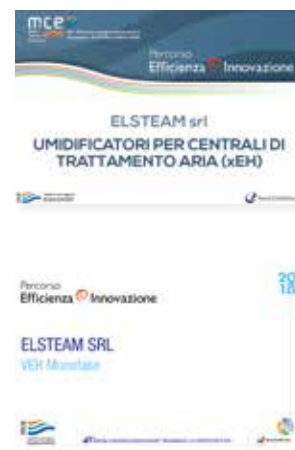 mce
Percorso
Efficienza Innovazione
ELSTEAM srl
UMIDIFICATORI PER CENTRALI DI
TRATTAMENTO ARIA (xEH)
Percorso
Efficienza Innovazione
2018
ELSTEAM SRL
VEH Monofase